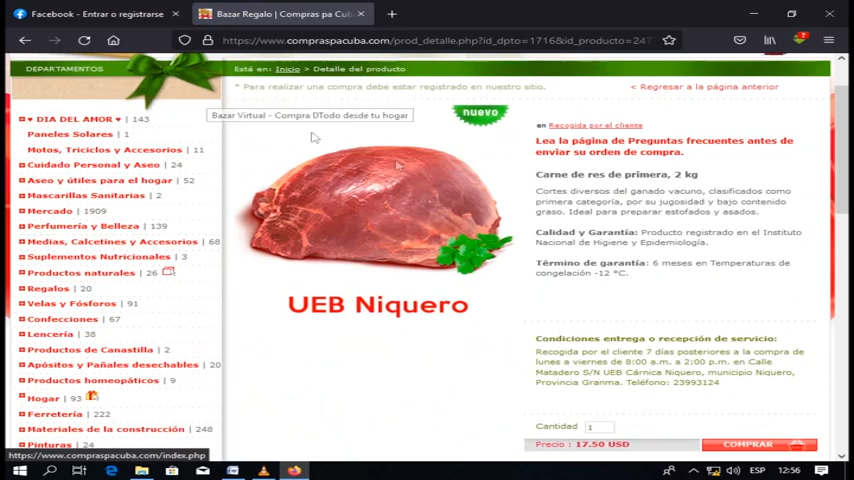 Facebook - Entrar o registrarse
Bazar Regalo | Compras pa Cub
https://www.compraspacuba.com/prod_detalle.php?id_dpto=1716&id_producto=247
7
DEPARTAMENTOS
Está en: Inicio > Detalle del producto
* Para realizar una compra debe estar registrado en nuestro sitio.
< Regresar a la página anterior
Bazar Virtual - Compra DTodo desde tu hogar
♥ DIA DEL AMOR ♥ | 143
Paneles Solares | 1
Motos, Triciclos y Accesorios | 11
Cuidado Personal y Aseo | 24
Aseo y útiles para el hogar | 52
Mascarillas Sanitarias | 2
Mercado | 1909
Perfumería y Belleza | 139
Medias, Calcetines y Accesorios | 68
Suplementos Nutricionales | 3
Productos naturales | 26
Regalos | 20
Velas y Fósforos | 91
Confecciones | 67
Lencería | 38
Productos de Canastilla | 2
Apósitos y Pañales desechables | 20
Productos homeopáticos | 9
Hogar | 93
Ferretería | 222
Materiales de la construcción | 248
Pinturas | 24
nuevo
UEB Niquero
en Recogida por el cliente
Lea la página de Preguntas frecuentes antes de
enviar su orden de compra.
Carne de res de primera, 2 kg
Cortes diversos del ganado vacuno, clasificados como
primera categoría, por su jugosidad y bajo contenido
graso. Ideal para preparar estofados y asados.
Calidad y Garantía: Producto registrado en el Instituto
Nacional de Higiene y Epidemiología.
Término de garantía: 6 meses en Temperaturas de
congelación -12 °C.
Condiciones entrega o recepción de servicio:
Recogida por el cliente 7 días posteriores a la compra de
lunes a viernes de 8:00 a.m. a 2:00 p.m. en Calle
Matadero S/N UEB Cárnica Niquero, municipio Niquero,
Provincia Granma. Teléfono: 23993124
Cantidad 1
Precio : 17.50 USD
COMPRAR
https://www.compraspacuba.com/index.php
ESP
12:56